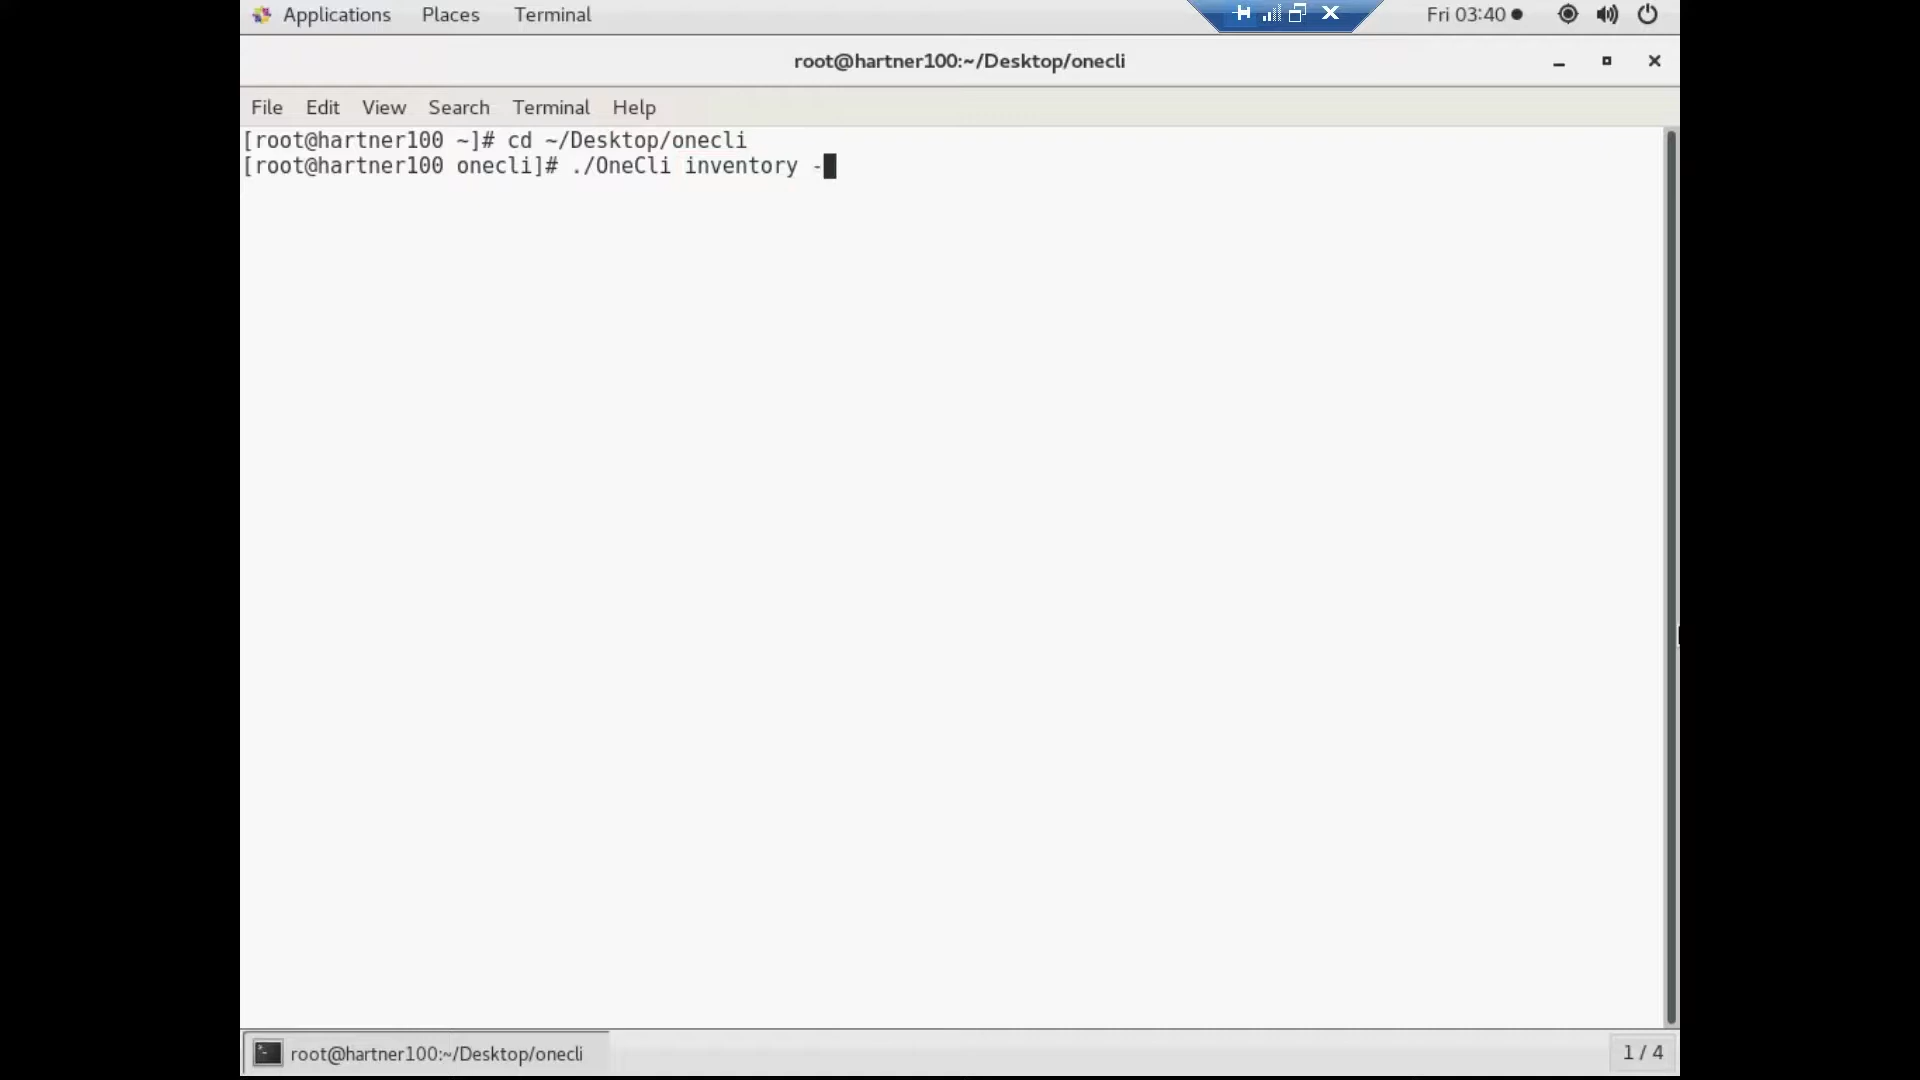 Applications Places Terminal Fri 03:40
root@hartner100:~/Desktop/onecli
File Edit View Search Terminal Help
[root@hartner100 ~]# cd ~/Desktop/onecli
[root@hartner100 onecli]# ./OneCli inventory -
root@hartner100:~/Desktop/onecli 1 / 4